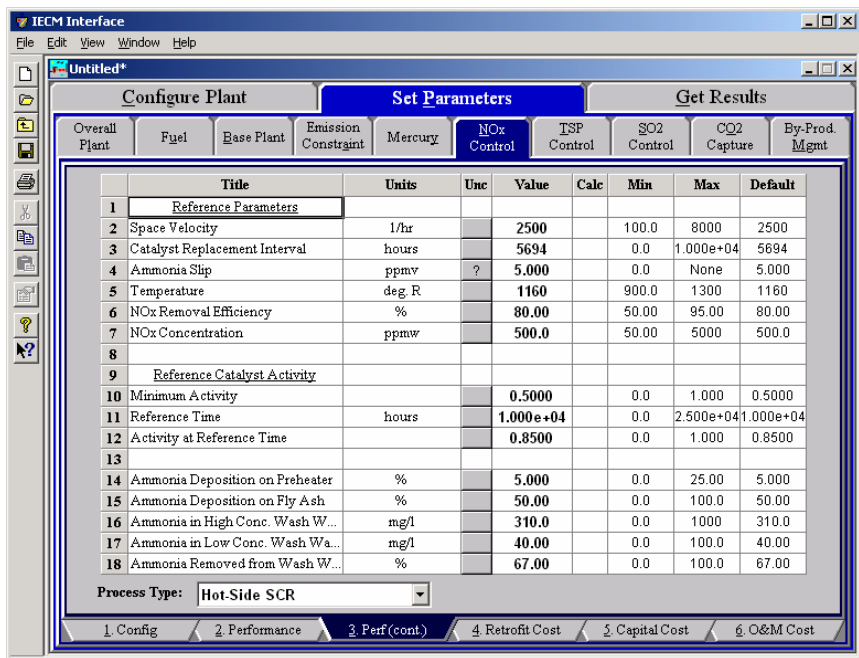 IECM Interface
File Edit View Window Help
Untitled*
Configure Plant Set Parameters Get Results
Overall Plant Fuel Base Plant Emission Constraint Mercury NOx Control TSP Control SO2 Control CO2 Capture By-Prod. Mgmt
Title Units Unc Value Calc Min Max Default
1 Reference Parameters
2 Space Velocity 1/hr 2500 100.0 8000 2500
3 Catalyst Replacement Interval hours 5694 0.0 1.000e+04 5694
4 Ammonia Slip ppmv ? 5.000 0.0 None 5.000
5 Temperature deg. R 1160 900.0 1300 1160
6 NOx Removal Efficiency % 80.00 50.00 95.00 80.00
7 NOx Concentration ppmw 500.0 50.00 5000 500.0
8
9 Reference Catalyst Activity
10 Minimum Activity 0.5000 0.0 1.000 0.5000
11 Reference Time hours 1.000e+04 0.0 2.500e+04 1.000e+04
12 Activity at Reference Time 0.8500 0.0 1.000 0.8500
13
14 Ammonia Deposition on Preheater % 5.000 0.0 25.00 5.000
15 Ammonia Deposition on Fly Ash % 50.00 0.0 100.0 50.00
16 Ammonia in High Conc. Wash W... mg/l 310.0 0.0 1000 310.0
17 Ammonia in Low Conc. Wash Wa... mg/l 40.00 0.0 100.0 40.00
18 Ammonia Removed from Wash W... % 67.00 0.0 100.0 67.00
Process Type: Hot-Side SCR
1. Config 2. Performance 3. Perf (cont.) 4. Retrofit Cost 5. Capital Cost 6. O&M Cost